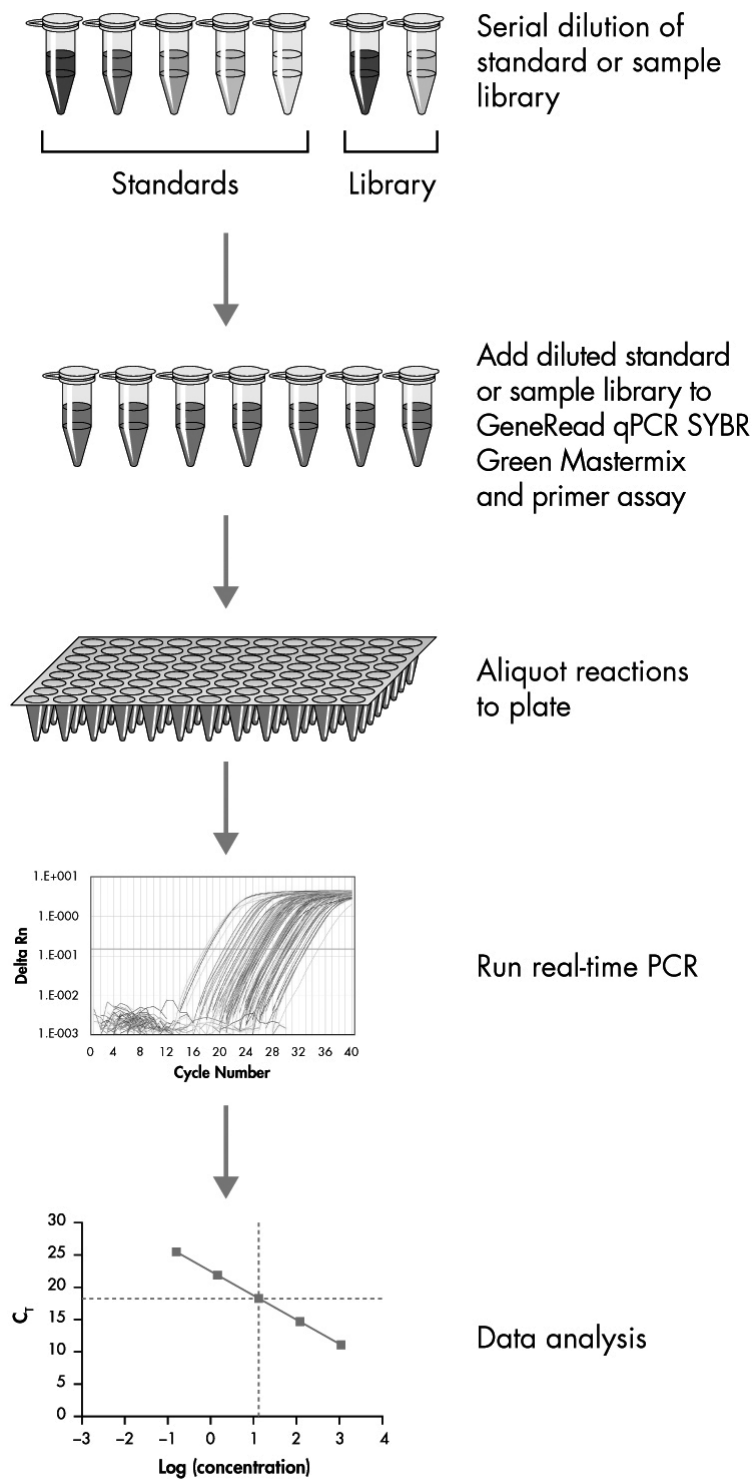 Serial dilution of
standard or sample
library
Standards
Library
Add diluted standard
or sample library to
GeneRead qPCR SYBR
Green Mastermix
and primer assay
Aliquot reactions
to plate
1.E+001
1.E-000
1.E-001
1.E-002
1.E-003
Delta Rn
0 4 8 12 16 20 24 28 32 36 40
Cycle Number
Run real-time PCR
30
25
20
15
10
5
0
CT
−3 −2 −1 0 1 2 3 4
Log (concentration)
Data analysis